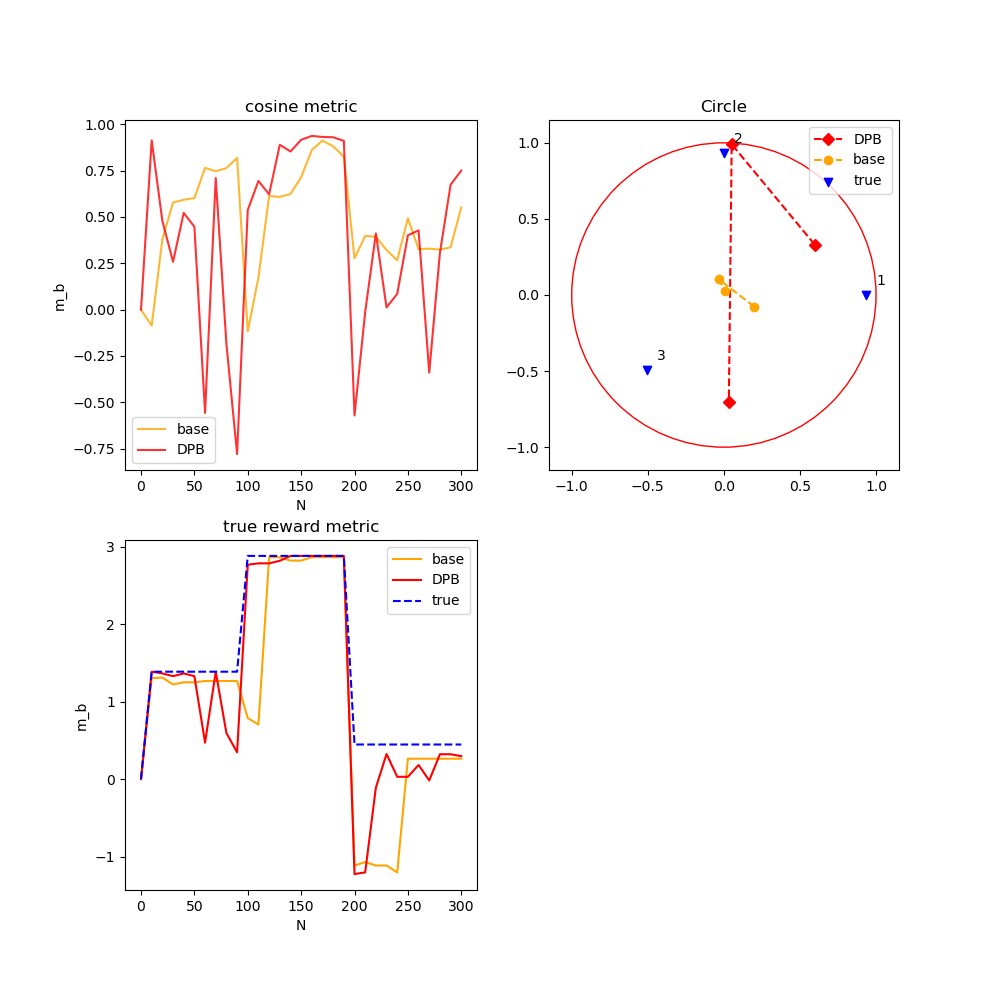 cosine metric
1.00
0.75
0.50
0.25
0.00
−0.25
−0.50
−0.75
m_b
base
DPB
0 50 100 150 200 250 300
N
Circle
1.0
0.5
0.0
−0.5
−1.0
2
1
3
DPB
base
true
−1.0 −0.5 0.0 0.5 1.0
true reward metric
3
2
1
0
−1
m_b
base
DPB
true
0 50 100 150 200 250 300
N